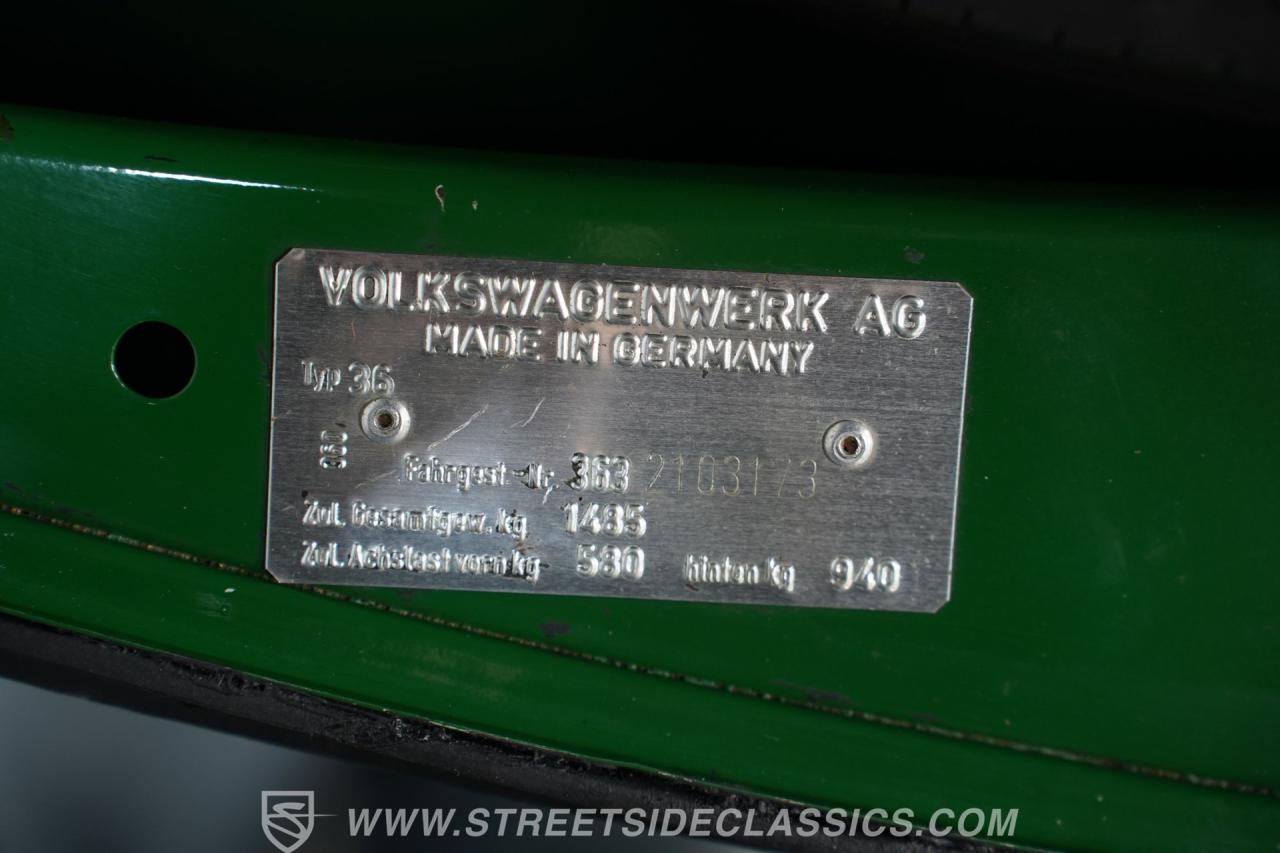 VOLKSWAGENWERK AG
MADE IN GERMANY
Typ 36
360
Fahrgest.-Nr. 363 2103173
Zul. Gesamtgew. kg 1485
Zul. Achslast vorn kg 580 hinten kg 940
WWW.STREETSIDECLASSICS.COM